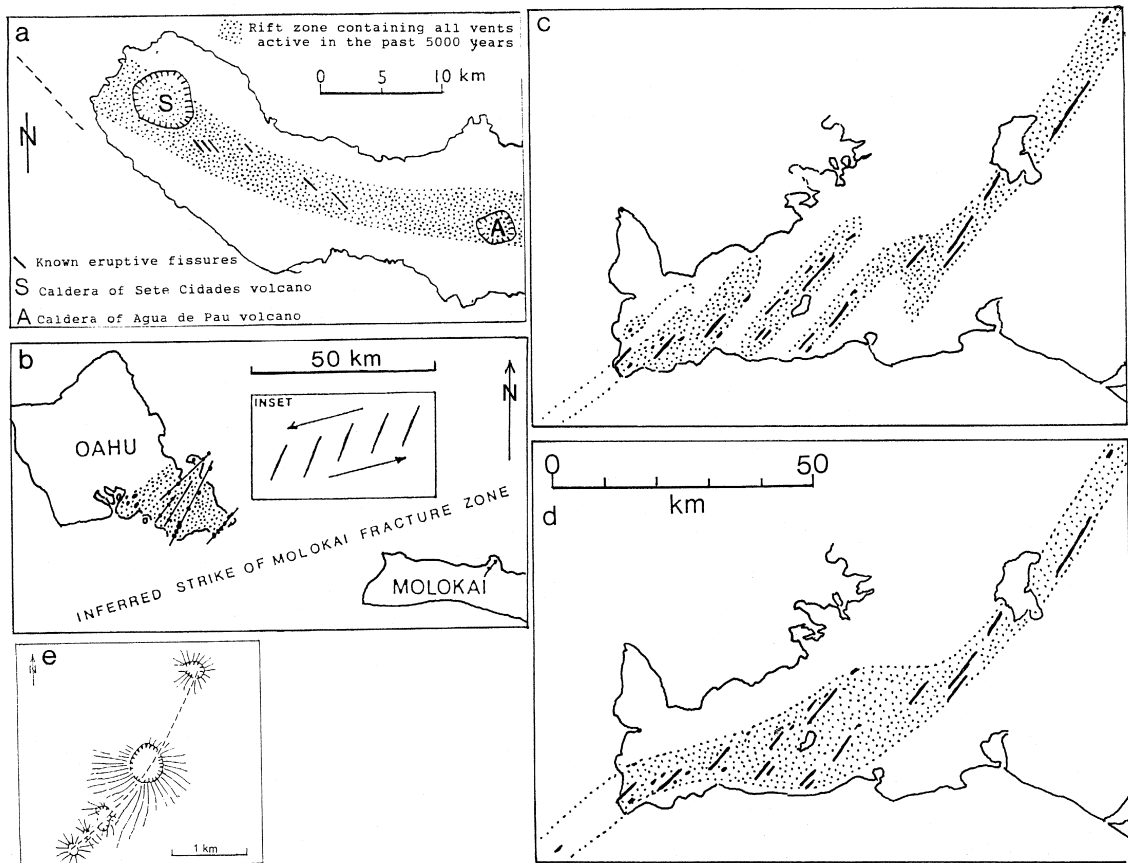 a
Rift zone containing all vents
active in the past 5000 years
0 5 10 km
N
S
A
Known eruptive fissures
S Caldera of Sete Cidades volcano
A Caldera of Agua de Pau volcano
b
50 km
N
INSET
OAHU
INFERRED STRIKE OF MOLOKAI FRACTURE ZONE
MOLOKAI
e
N
1 km
c
0 50
km
d